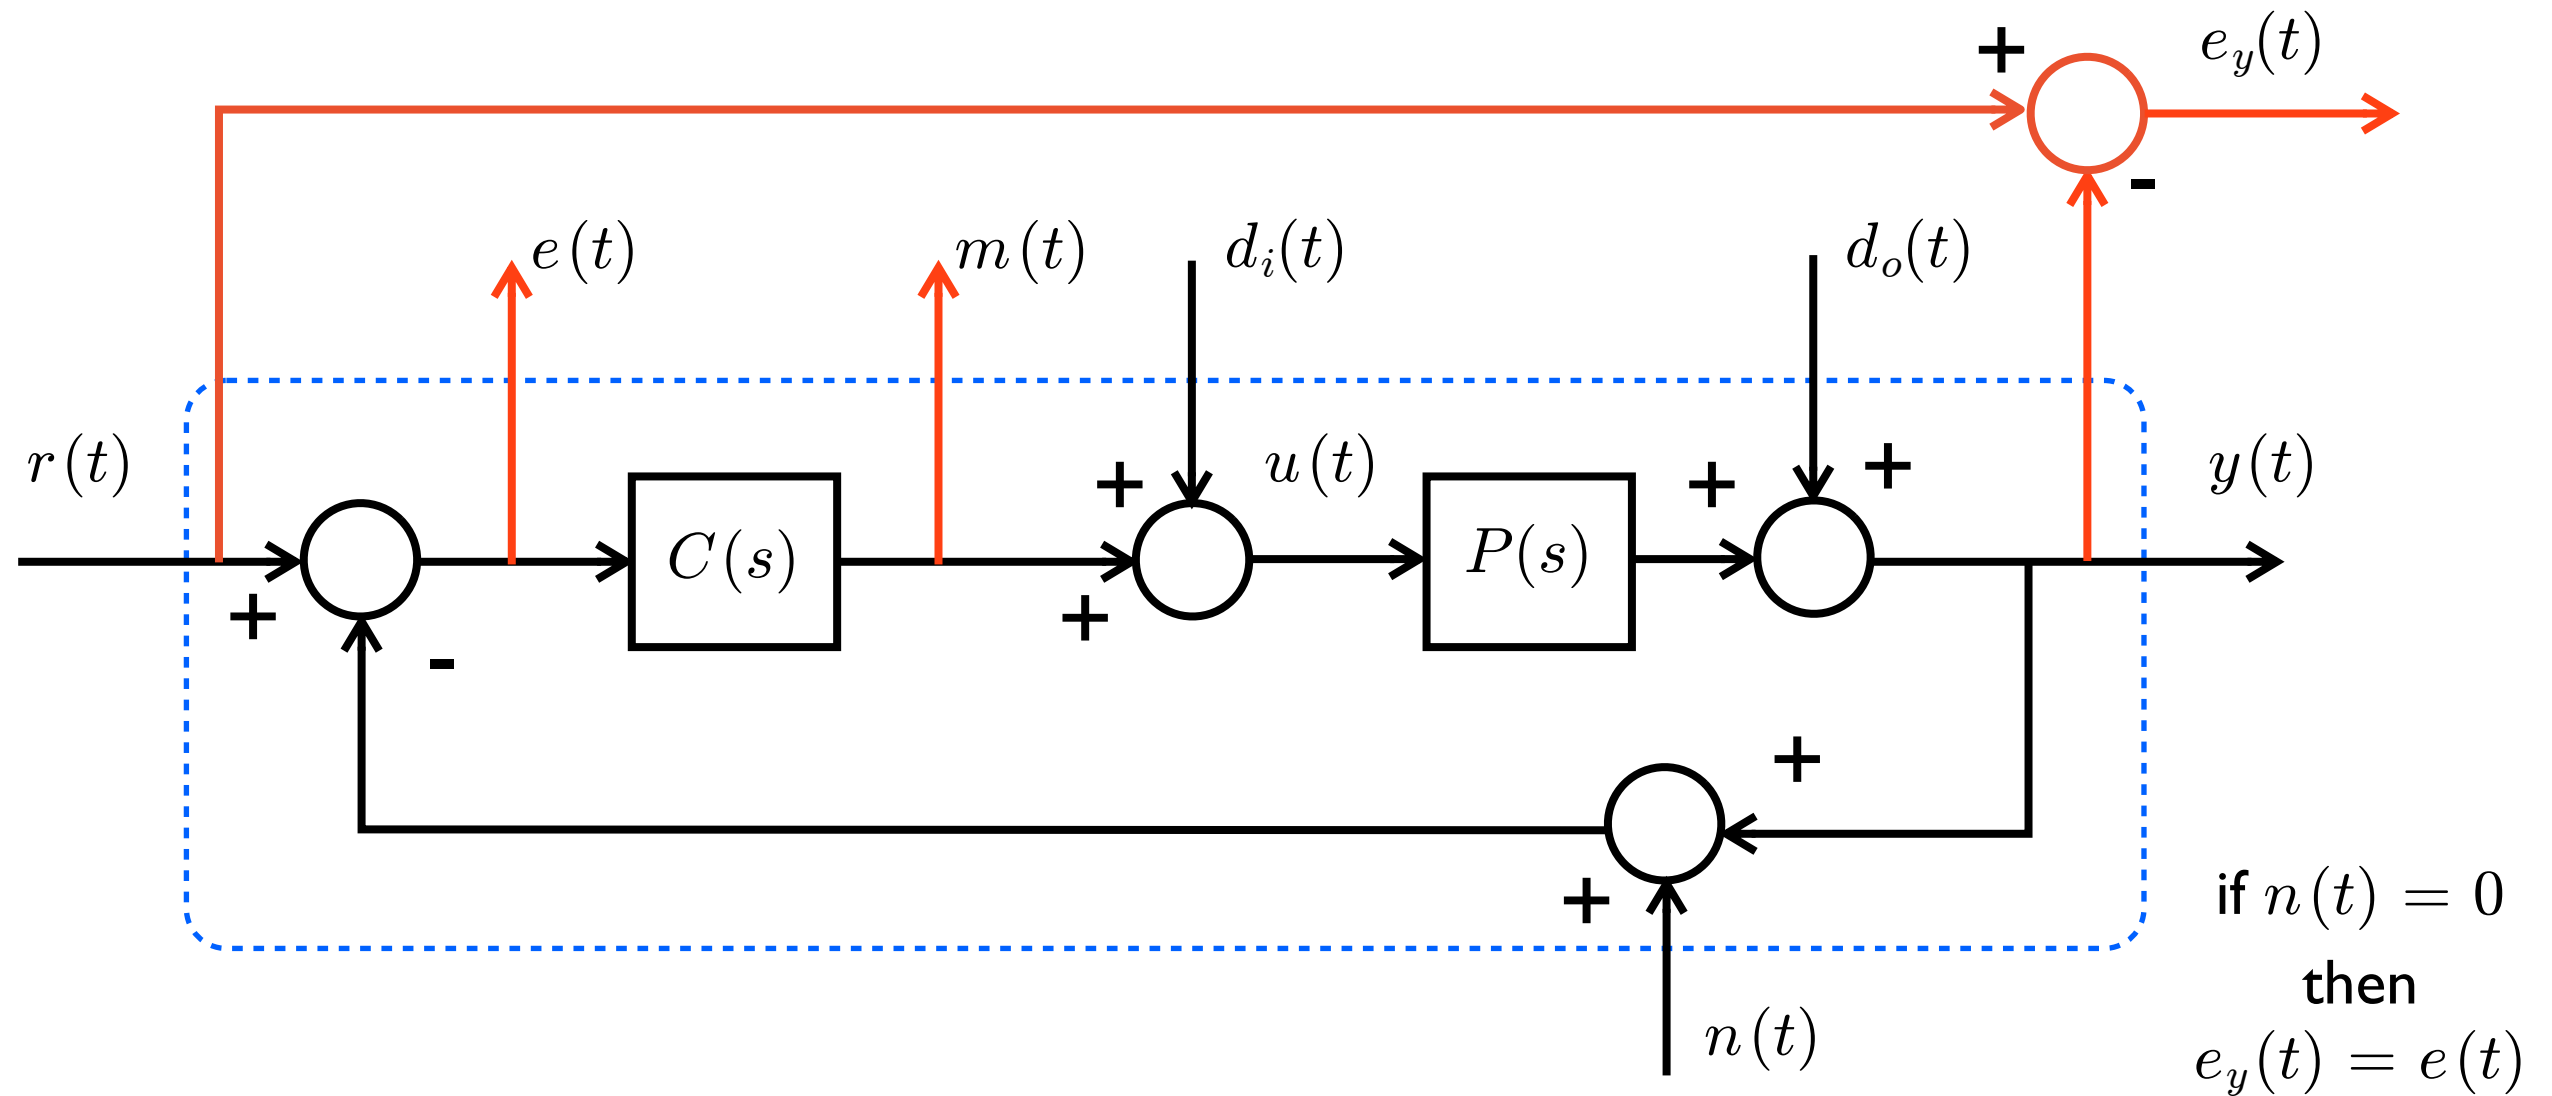 +
e_y(t)
-
e(t)
m(t)
d_i(t)
d_o(t)
r(t)
+
u(t)
+
+
y(t)
C(s)
P(s)
+
+
-
+
+
if n(t) = 0
then
n(t)
e_y(t) = e(t)